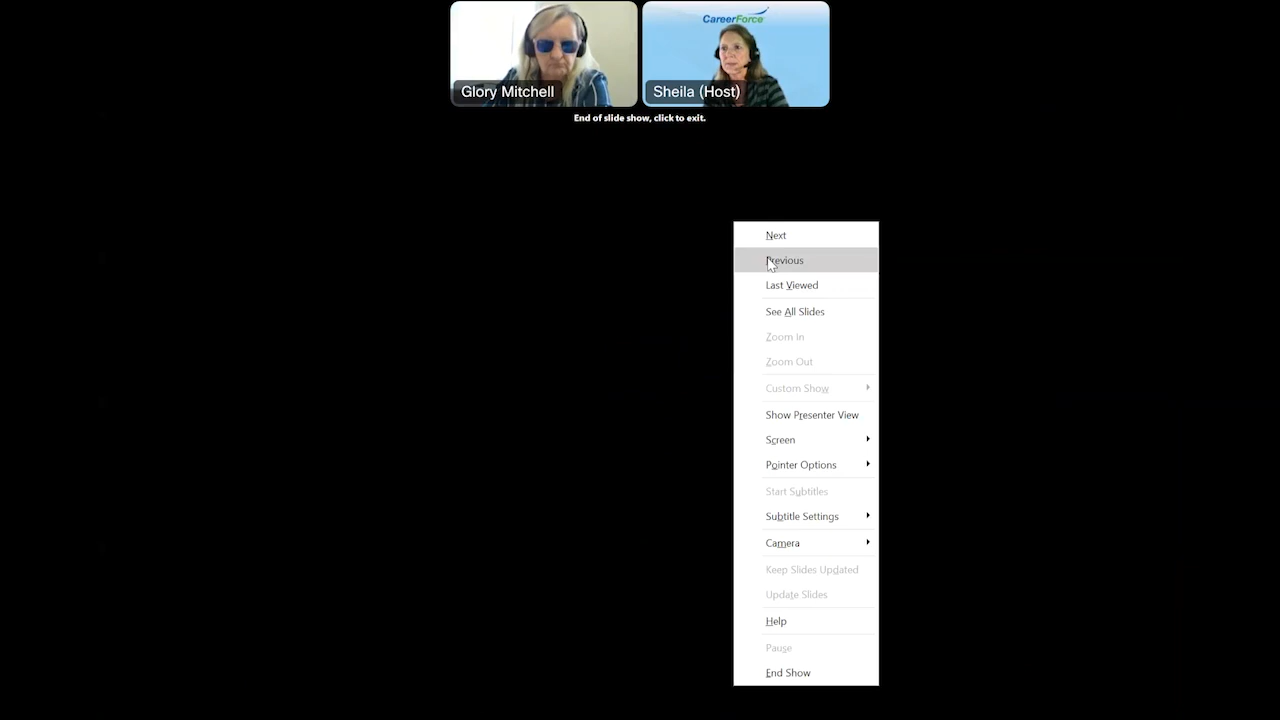 CareerForce
Glory Mitchell
Sheila (Host)
End of slide show, click to exit.
Next
Previous
Last Viewed
See All Slides
Zoom In
Zoom Out
Custom Show
Show Presenter View
Screen
Pointer Options
Start Subtitles
Subtitle Settings
Camera
Keep Slides Updated
Update Slides
Help
Pause
End Show